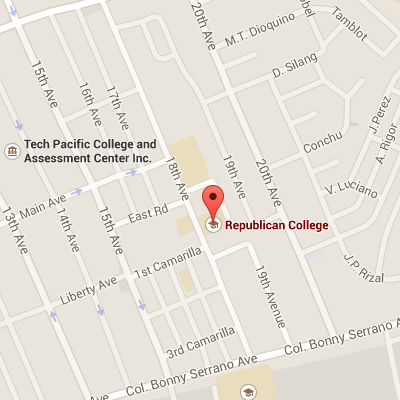 20th Ave
bel
M.T. Dioquino
Tamblot
15th Ave
16th Ave
17th Ave
D. Silang
J.Perez
A. Rigor
Conchu
Tech Pacific College and
Assessment Center Inc.
18th Ave
19th Ave
20th Ave
V. Luciano
Main Ave
East Rd
Republican College
13th Ave
14th Ave
15th Ave
1st Camarilla
J.P. Rrzal
Liberty Ave
19th Avenue
3rd Camarilla
Col. Bonny Serrano Ave
Col. Bonny Serrano Ave